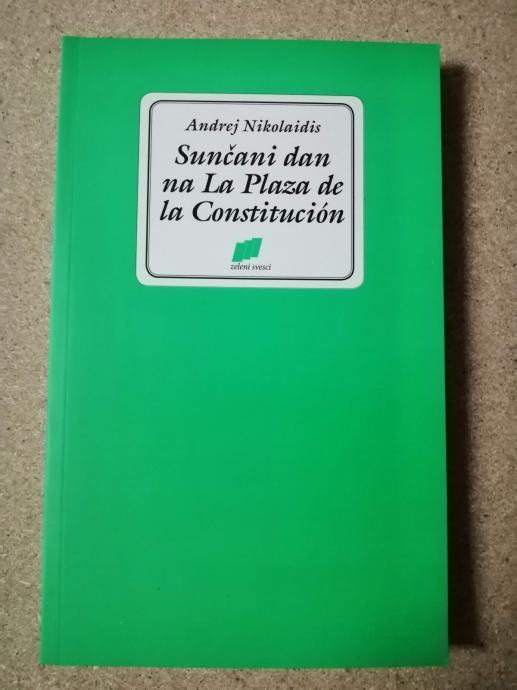 Andrej Nikolaidis
Sunčani dan
na La Plaza de
la Constitución
zeleni svesci